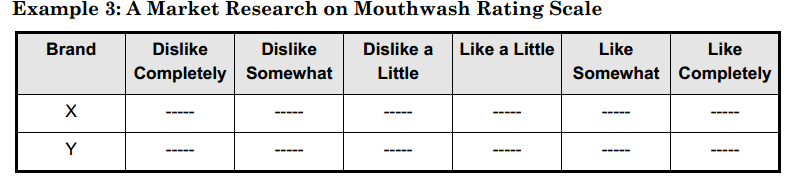 Example 3: A Market Research on Mouthwash Rating Scale
Brand Dislike Completely Dislike Somewhat Dislike a Little Like a Little Like Somewhat Like Completely
X ----- ----- ----- ----- ----- -----
Y ----- ----- ----- ----- ----- -----